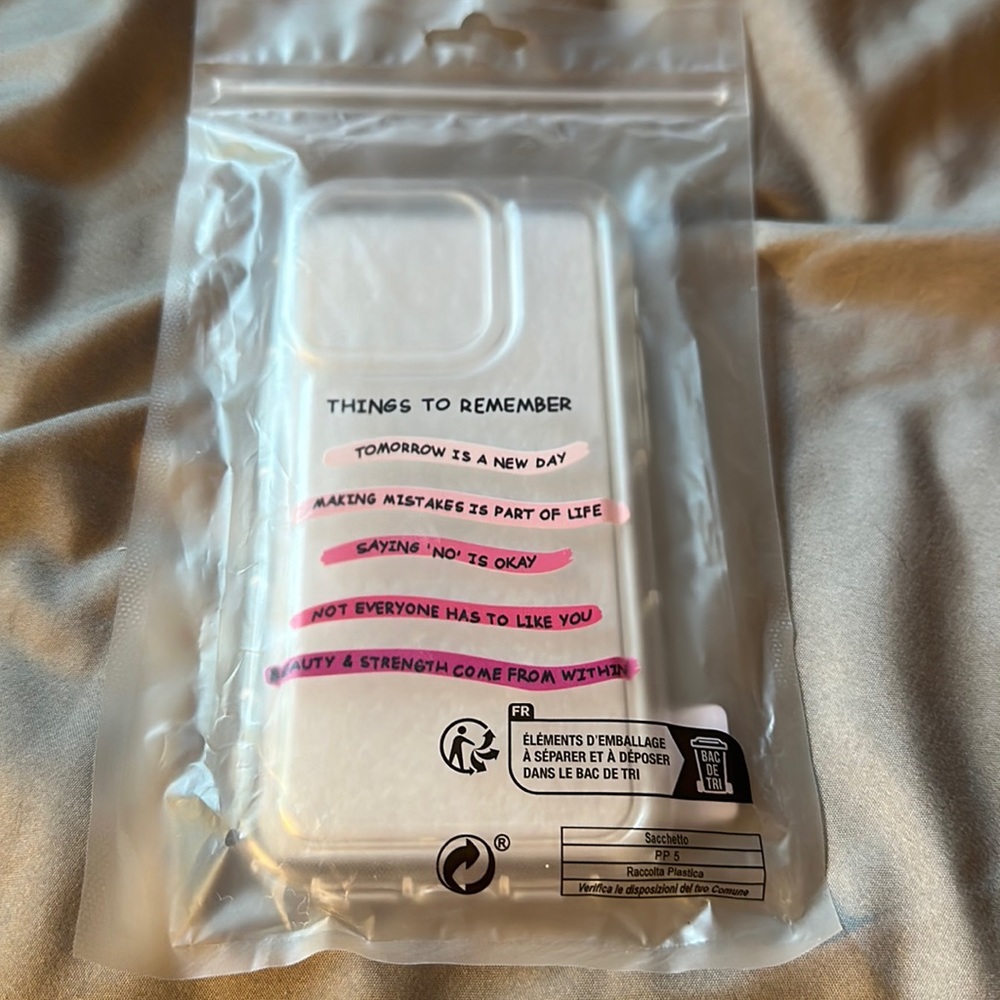 THINGS TO REMEMBER
TOMORROW IS A NEW DAY
MAKING MISTAKES IS PART OF LIFE
SAYING 'NO' IS OKAY
NOT EVERYONE HAS TO LIKE YOU
BEAUTY & STRENGTH COME FROM WITHIN
FR
ÉLÉMENTS D'EMBALLAGE
À SÉPARER ET À DÉPOSER
DANS LE BAC DE TRI
BAC
DE
TRI
®
Sacchetto
PP 5
Raccolta Plastica
Verifica le disposizioni del tuo Comune